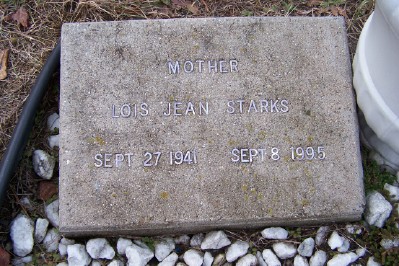 MOTHER
LOIS JEAN STARKS
SEPT 27 1941 SEPT 8 1995